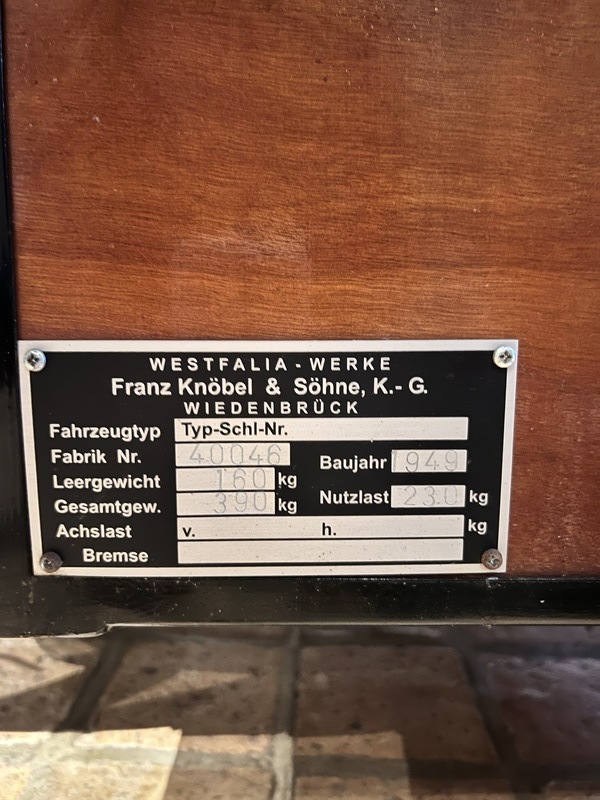 WESTFALIA - WERKE
Franz Knöbel & Söhne, K.- G.
WIEDENBRÜCK
Fahrzeugtyp Typ-Schl-Nr.
Fabrik Nr. 40046
Baujahr 1949
Leergewicht 160 kg
Nutzlast 230 kg
Gesamtgew. 390 kg
Achslast v. h. kg
Bremse